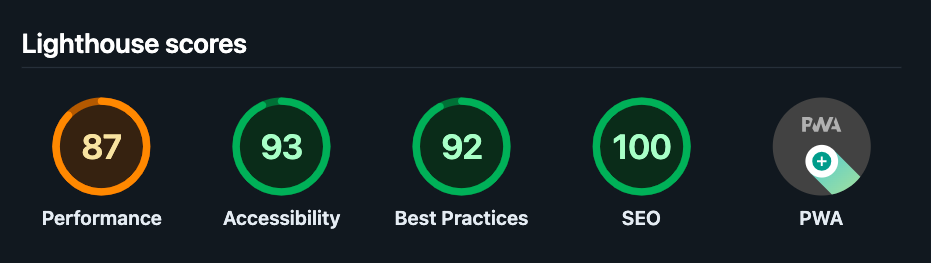 Lighthouse scores
87 93 92 100 PWA
Performance Accessibility Best Practices SEO PWA